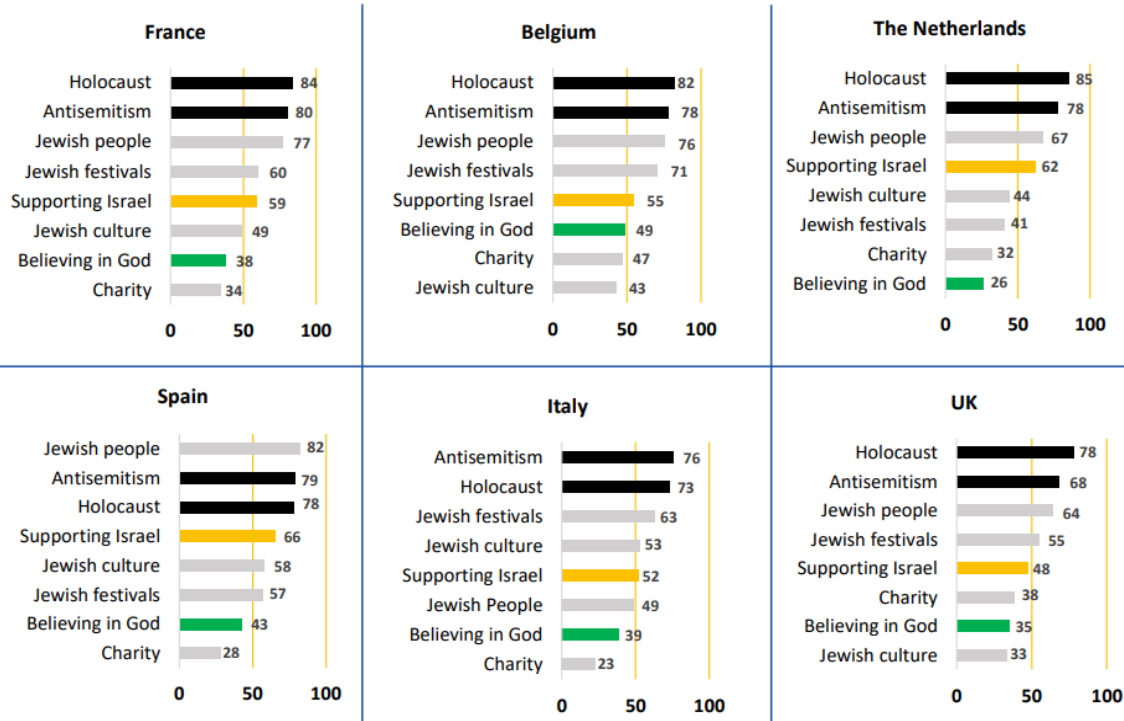 France
Holocaust 84
Antisemitism 80
Jewish people 77
Jewish festivals 60
Supporting Israel 59
Jewish culture 49
Believing in God 38
Charity 34
0 50 100
Belgium
Holocaust 82
Antisemitism 78
Jewish people 76
Jewish festivals 71
Supporting Israel 55
Believing in God 49
Charity 47
Jewish culture 43
0 50 100
The Netherlands
Holocaust 85
Antisemitism 78
Jewish people 67
Supporting Israel 62
Jewish culture 44
Jewish festivals 41
Charity 32
Believing in God 26
0 50 100
Spain
Jewish people 82
Antisemitism 79
Holocaust 78
Supporting Israel 66
Jewish culture 58
Jewish festivals 57
Believing in God 43
Charity 28
0 50 100
Italy
Antisemitism 76
Holocaust 73
Jewish festivals 63
Jewish culture 53
Supporting Israel 52
Jewish People 49
Believing in God 39
Charity 23
0 50 100
UK
Holocaust 78
Antisemitism 68
Jewish people 64
Jewish festivals 55
Supporting Israel 48
Charity 38
Believing in God 35
Jewish culture 33
0 50 100